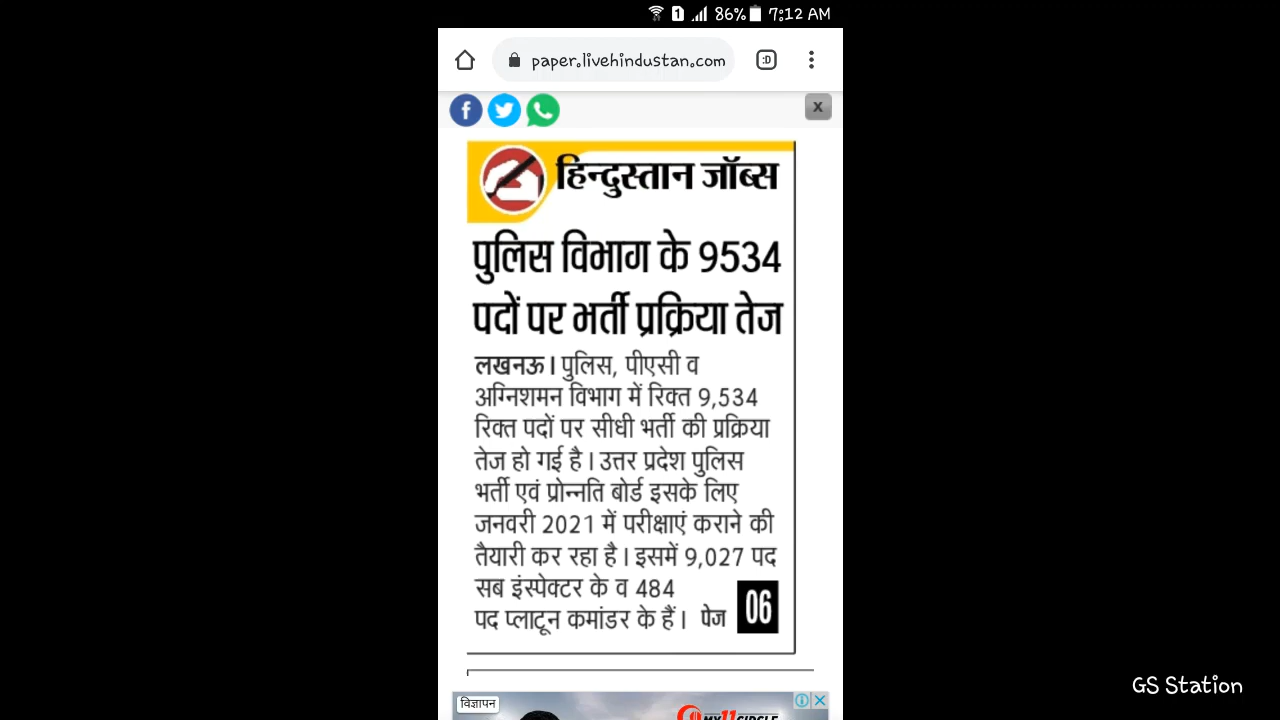 86% 7:12 AM
paper.livehindustan.com
हिन्दुस्तान जॉब्स
पुलिस विभाग के 9534
पदों पर भर्ती प्रक्रिया तेज
लखनऊ। पुलिस, पीएसी व
अग्निशमन विभाग में रिक्त 9,534
रिक्त पदों पर सीधी भर्ती की प्रक्रिया
तेज हो गई है। उत्तर प्रदेश पुलिस
भर्ती एवं प्रोन्नति बोर्ड इसके लिए
जनवरी 2021 में परीक्षाएं कराने की
तैयारी कर रहा है। इसमें 9,027 पद
सब इंस्पेक्टर के व 484
पद प्लाटून कमांडर के हैं। पेज 06
विज्ञापन
MY11CIRCLE
GS Station